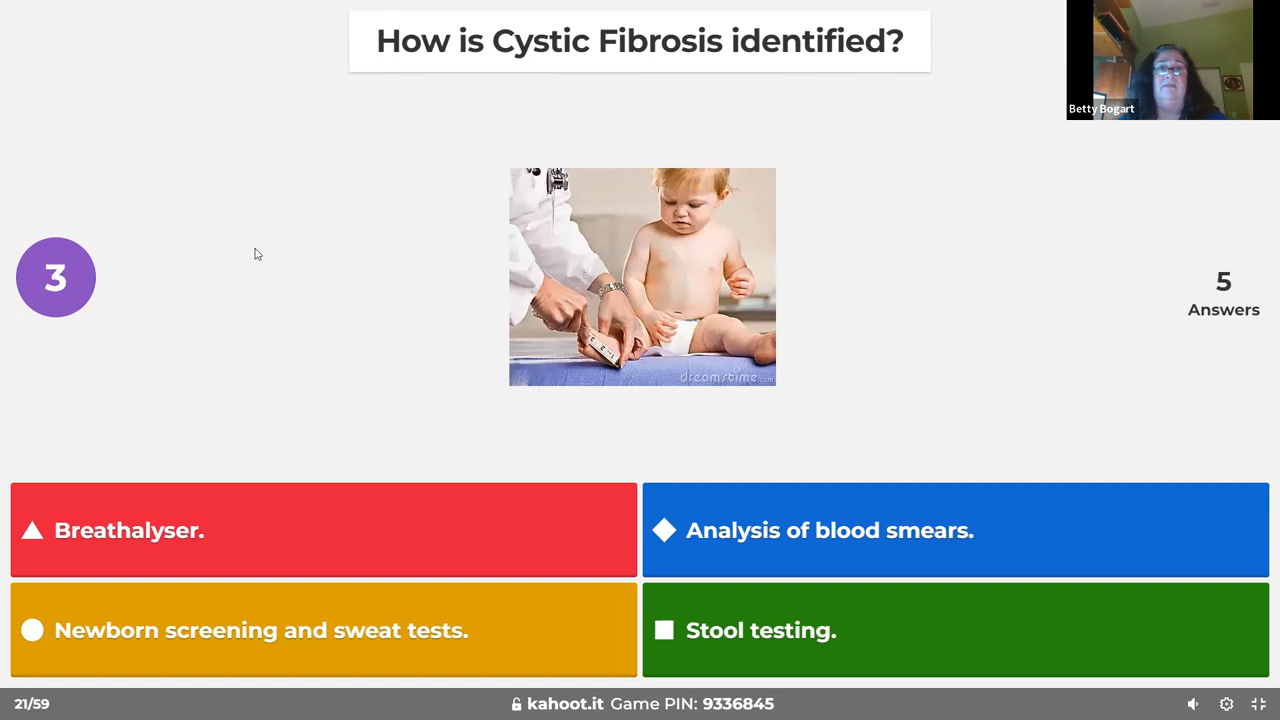 How is Cystic Fibrosis identified?
Betty Bogart
3
5
Answers
dreamstime.com
Breathalyser.
Analysis of blood smears.
Newborn screening and sweat tests.
Stool testing.
21/59
kahoot.it Game PIN: 9336845